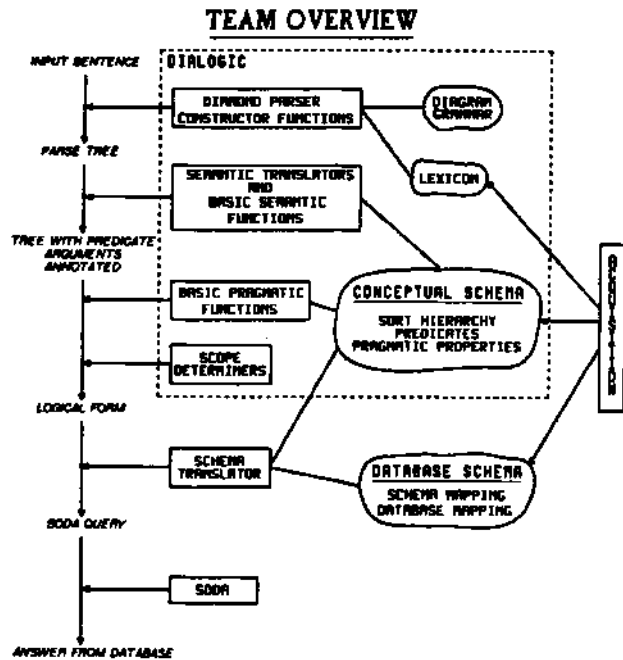 TEAM OVERVIEW
INPUT SENTENCE
DIALOGIC
DIAMOND PARSER
CONSTRUCTOR FUNCTIONS
DIAGRAM
GRAMMAR
PARSE TREE
SEMANTIC TRANSLATORS
AND
BASIC SEMANTIC
FUNCTIONS
LEXICON
TREE WITH PREDICATE
ARGUMENTS
ANNOTATED
BASIC PRAGMATIC
FUNCTIONS
CONCEPTUAL SCHEMA
SORT HIERARCHY
PREDICATES
PRAGMATIC PROPERTIES
ACQUISITION
SCOPE
DETERMINERS
LOGICAL FORM
SCHEMA
TRANSLATOR
DATABASE SCHEMA
SCHEMA MAPPING
DATABASE MAPPING
SODA QUERY
SODA
ANSWER FROM DATABASE